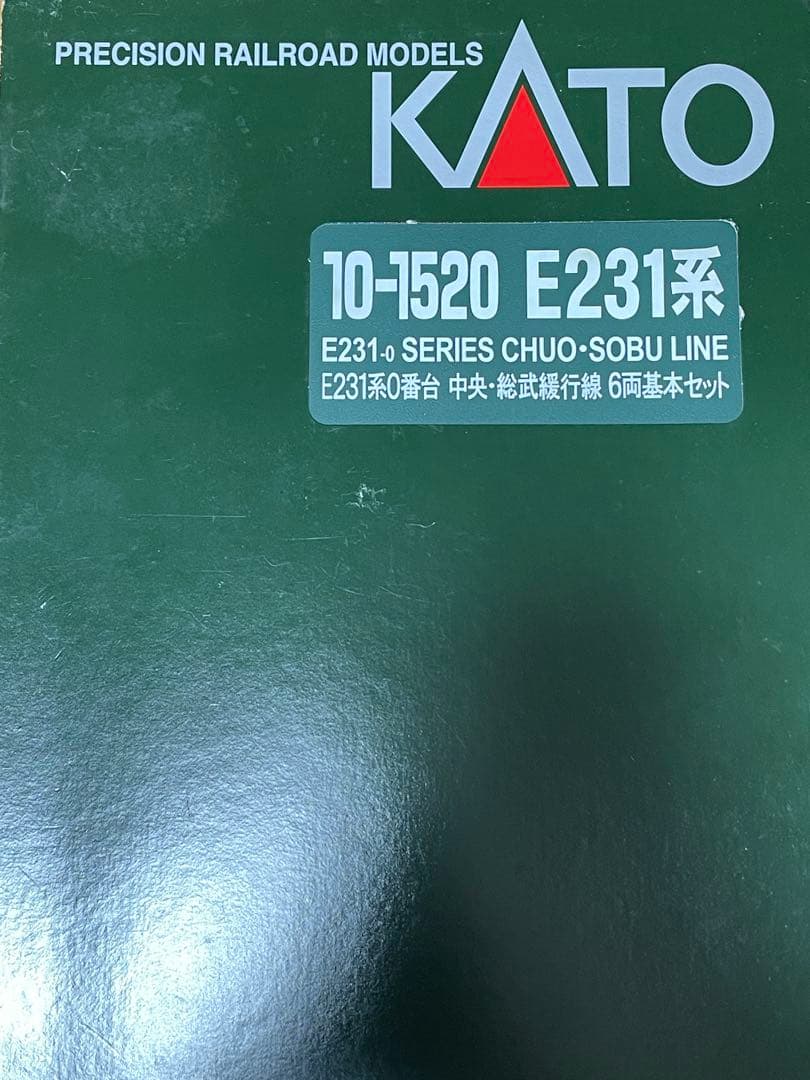 PRECISION RAILROAD MODELS
KATO
10-1520 E231系
E231-0 SERIES CHUO・SOBU LINE
E231系0番台 中央・総武緩行線 6両基本セット